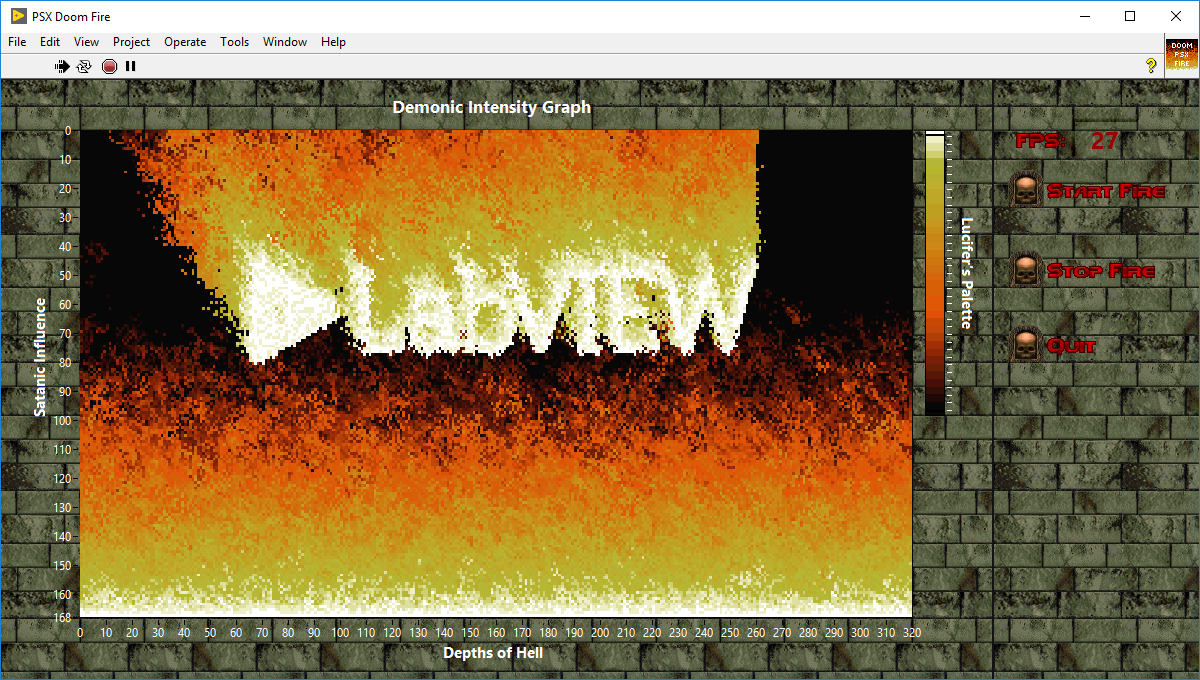 PSX Doom Fire
File Edit View Project Operate Tools Window Help
DOOM
PSX
FIRE
Demonic Intensity Graph
FPS: 27
Start Fire
Stop Fire
Quit
Lucifer's Palette
Satanic Influence
LabVIEW
0
10
20
30
40
50
60
70
80
90
100
110
120
130
140
150
160
168
0 10 20 30 40 50 60 70 80 90 100 110 120 130 140 150 160 170 180 190 200 210 220 230 240 250 260 270 280 290 300 310 320
Depths of Hell